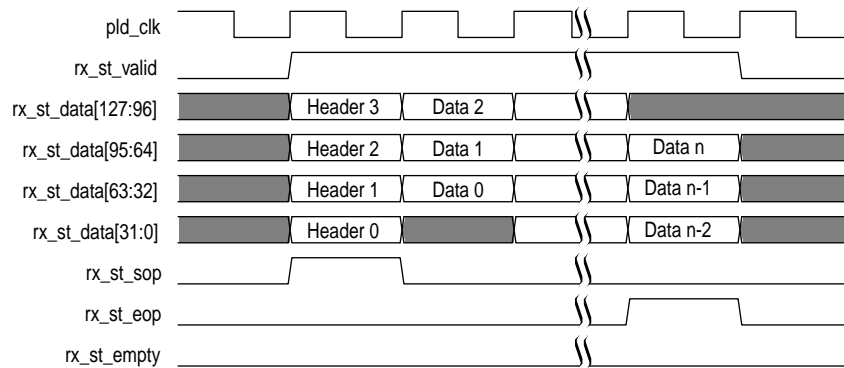 pld_clk
rx_st_valid
rx_st_data[127:96] Header 3 Data 2
rx_st_data[95:64] Header 2 Data 1 Data n
rx_st_data[63:32] Header 1 Data 0 Data n-1
rx_st_data[31:0] Header 0 Data n-2
rx_st_sop
rx_st_eop
rx_st_empty